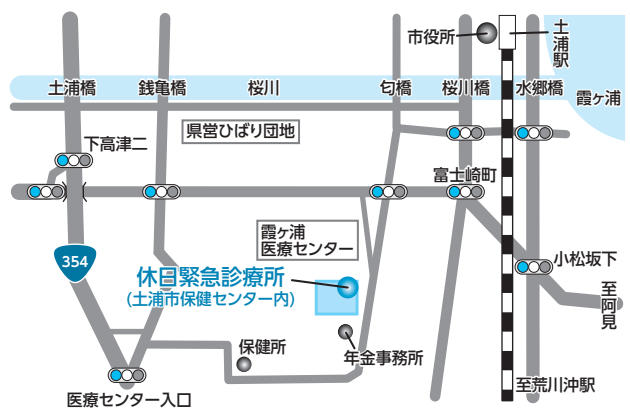 市役所
土浦駅
土浦橋
銭亀橋
桜川
匂橋
桜川橋
水郷橋
霞ヶ浦
県営ひばり団地
下高津二
富士崎町
霞ヶ浦
医療センター
354
休日緊急診療所
(土浦市保健センター内)
小松坂下
至阿見
保健所
年金事務所
医療センター入口
至荒川沖駅